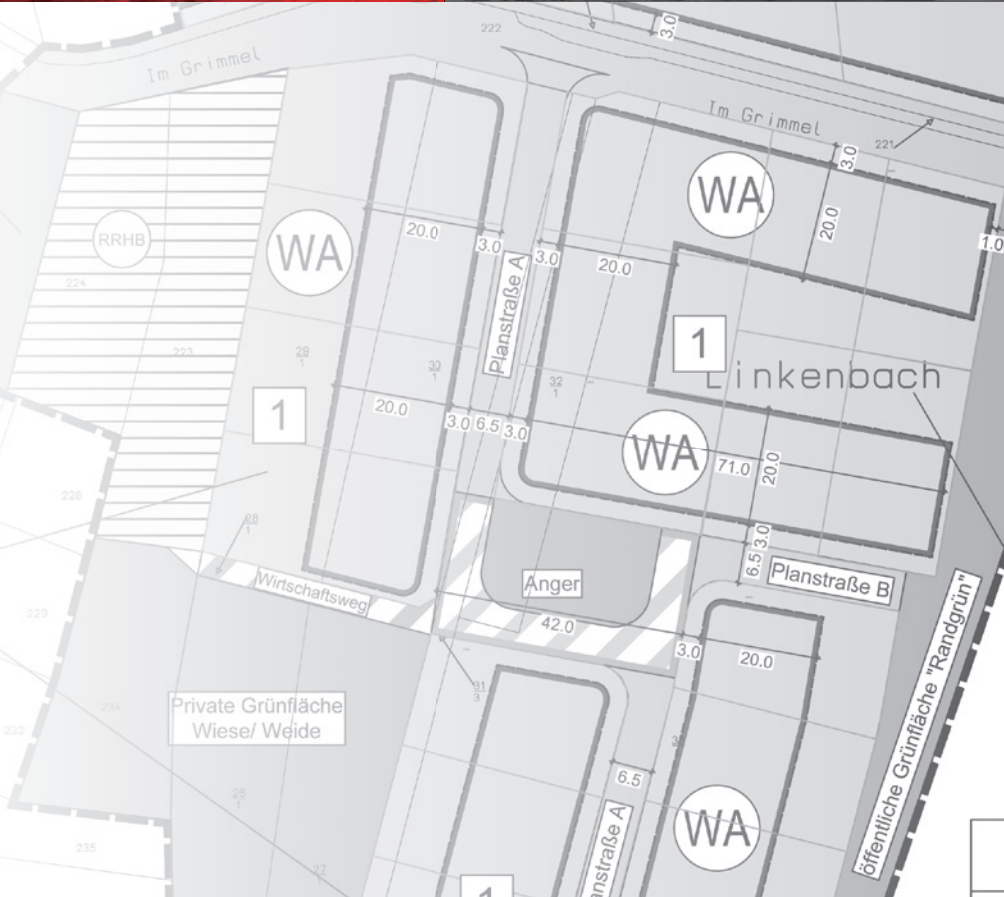 222
3.0
Im Grimmel
Im Grimmel
221
3.0
WA
1.0
RRHB
WA
20.0
3.0
3.0
20.0
20.0
224
223
29
1
30
1
Planstraße A
32
1
1
Linkenbach
1
20.0
3.0
6.5
3.0
WA
71.0
20.0
226
28
1
3.0
6.5
Wirtschaftsweg
Anger
Planstraße B
229
42.0
3.0
20.0
31
3
Private Grünfläche
Wiese/ Weide
234
233
öffentliche Grünfläche "Randgrün"
6.5
25
1
WA
235
27
anstraße A
1